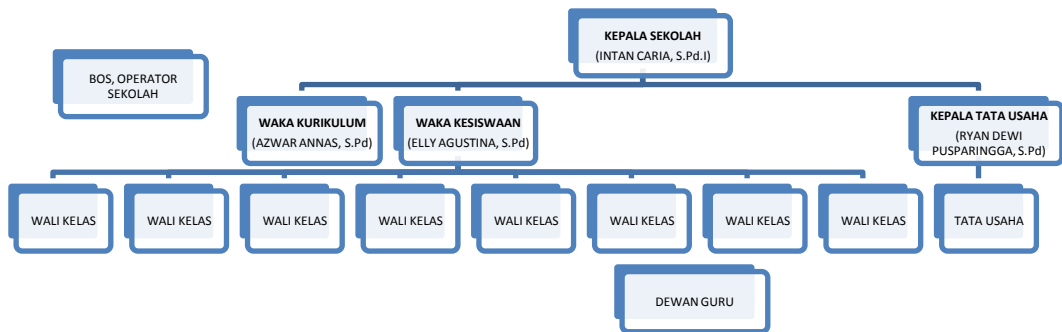 KEPALA SEKOLAH
(INTAN CARIA, S.Pd.I)
BOS, OPERATOR
SEKOLAH
WAKA KURIKULUM
(AZWAR ANNAS, S.Pd)
WAKA KESISWAAN
(ELLY AGUSTINA, S.Pd)
KEPALA TATA USAHA
(RYAN DEWI
PUSPARINGGA, S.Pd)
WALI KELAS
WALI KELAS
WALI KELAS
WALI KELAS
WALI KELAS
WALI KELAS
WALI KELAS
WALI KELAS
TATA USAHA
DEWAN GURU